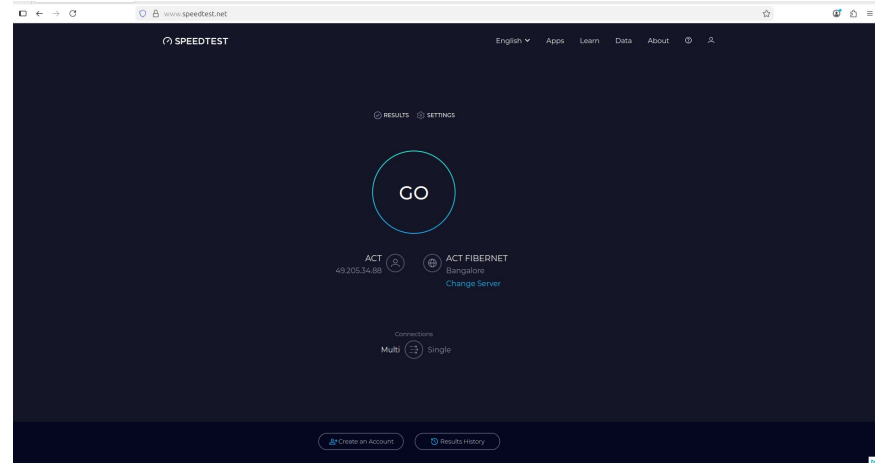 www.speedtest.net
SPEEDTEST
English Apps Learn Data About
RESULTS SETTINGS
GO
ACT
49.205.34.88
ACT FIBERNET
Bangalore
Change Server
Connections
Multi Single
Create an Account Results History